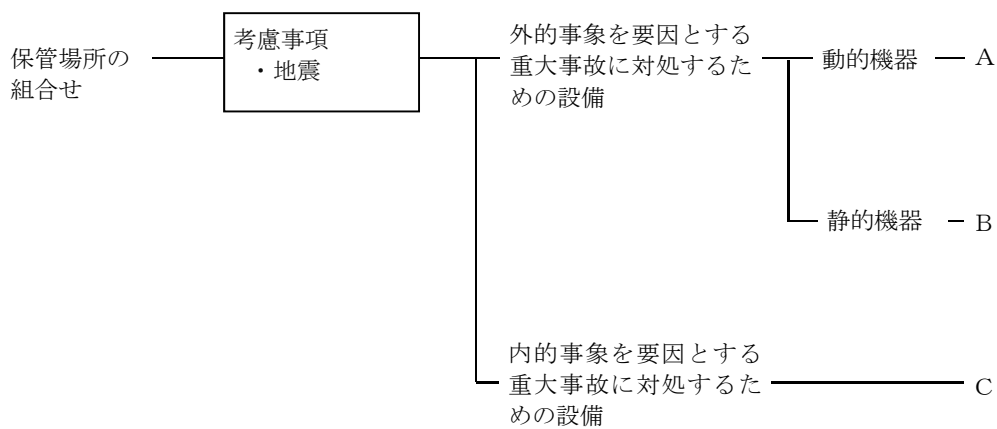 保管場所の
組合せ
考慮事項
・地震
外的事象を要因とする
重大事故に対処するた
めの設備
動的機器
A
静的機器
B
内的事象を要因とする
重大事故に対処するた
めの設備
C